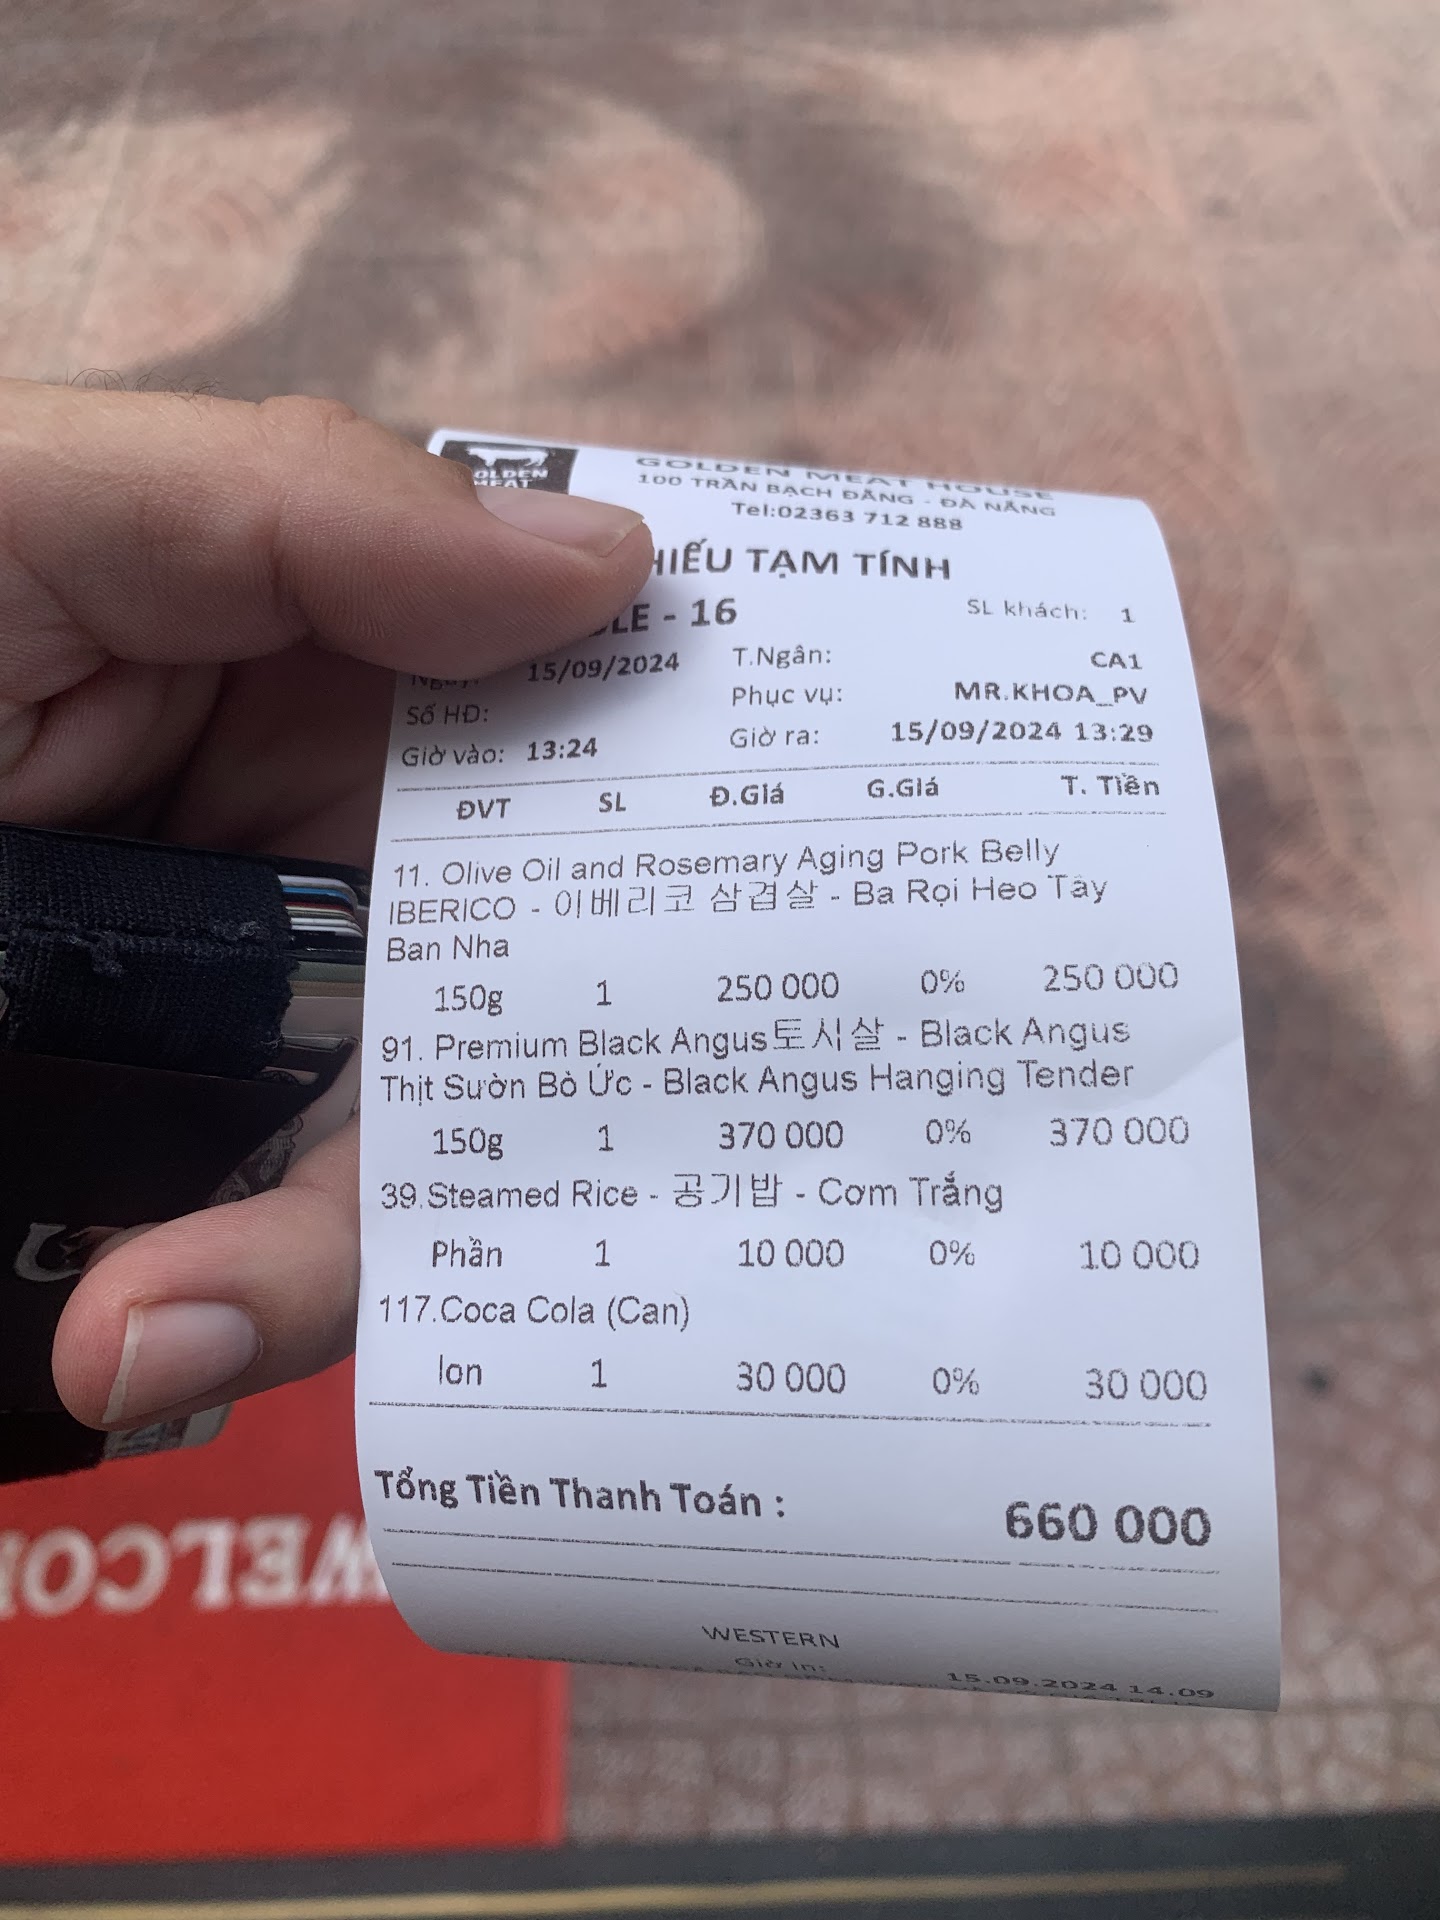 OLDEN
MEAT
GOLDEN MEAT HOUSE
100 TRẦN BẠCH ĐẰNG - ĐÀ NẴNG
Tel:02363 712 888
HIẾU TẠM TÍNH
BLE - 16
SL khách: 1
15/09/2024 T.Ngân: CA1
Số HĐ: Phục vụ: MR.KHOA_PV
Giờ vào: 13:24 Giờ ra: 15/09/2024 13:29
ĐVT SL Đ.Giá G.Giá T. Tiền
11. Olive Oil and Rosemary Aging Pork Belly
IBERICO - 이베리코 삼겹살 - Ba Rọi Heo Tây
Ban Nha
150g 1 250 000 0% 250 000
91. Premium Black Angus토시살 - Black Angus
Thịt Sườn Bò Úc - Black Angus Hanging Tender
150g 1 370 000 0% 370 000
39.Steamed Rice - 공기밥 - Cơm Trắng
Phần 1 10 000 0% 10 000
117.Coca Cola (Can)
lon 1 30 000 0% 30 000
Tổng Tiền Thanh Toán : 660 000
WESTERN
Giờ in: 15.09.2024 14.09
WELCO